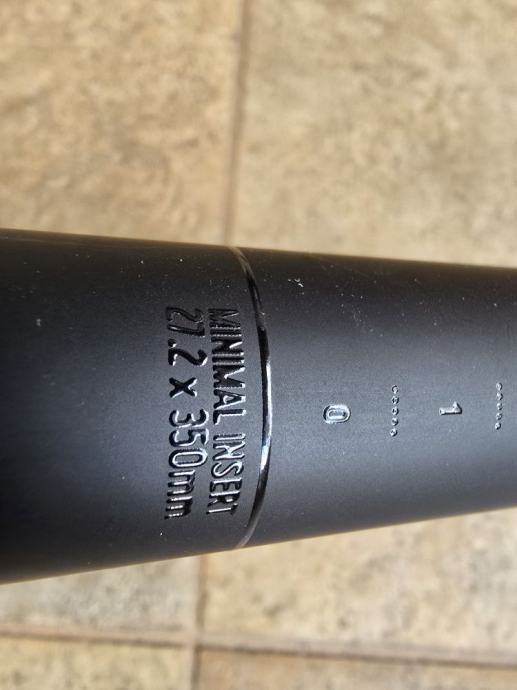 MINIMAL INSERT
27.2 x 350mm
0
1